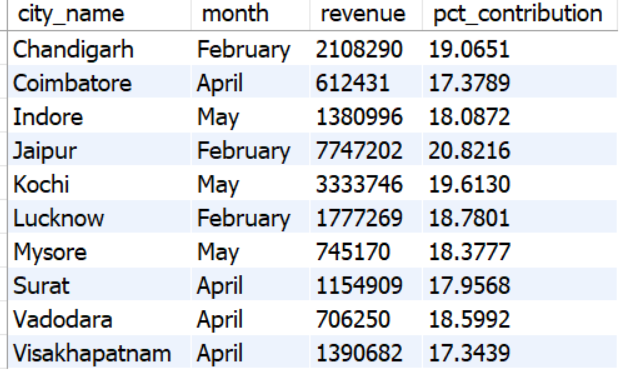 city_name month revenue pct_contribution
Chandigarh February 2108290 19.0651
Coimbatore April 612431 17.3789
Indore May 1380996 18.0872
Jaipur February 7747202 20.8216
Kochi May 3333746 19.6130
Lucknow February 1777269 18.7801
Mysore May 745170 18.3777
Surat April 1154909 17.9568
Vadodara April 706250 18.5992
Visakhapatnam April 1390682 17.3439